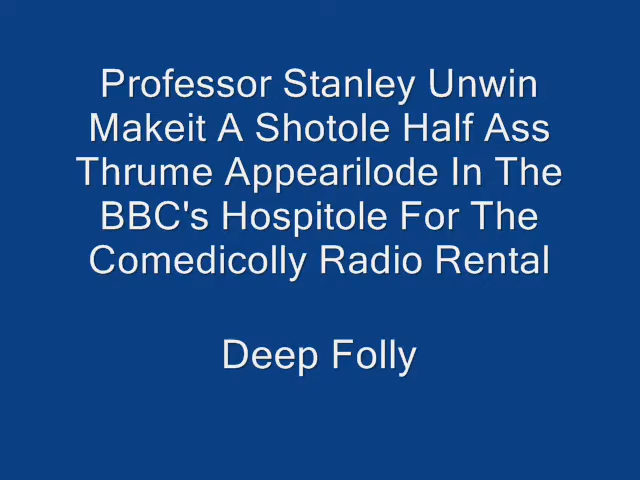 Professor Stanley Unwin
Makeit A Shotole Half Ass
Thrume Appearilode In The
BBC's Hospitole For The
Comedicolly Radio Rental
Deep Folly